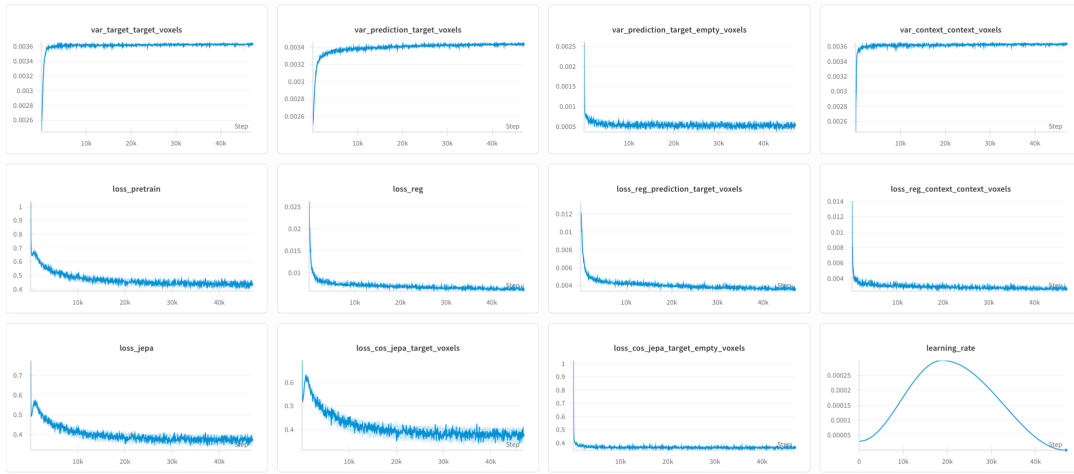 var_target_target_voxels
0.0036
0.0034
0.0032
0.003
0.0028
0.0026
Step
10k 20k 30k 40k
var_prediction_target_voxels
0.0034
0.0032
0.003
0.0028
0.0026
Step
10k 20k 30k 40k
var_prediction_target_empty_voxels
0.0025
0.002
0.0015
0.001
0.0005
Step
10k 20k 30k 40k
var_context_context_voxels
0.0036
0.0034
0.0032
0.003
0.0028
0.0026
Step
10k 20k 30k 40k
loss_pretrain
1
0.9
0.8
0.7
0.6
0.5
0.4
Step
10k 20k 30k 40k
loss_reg
0.025
0.02
0.015
0.01
Step
10k 20k 30k 40k
loss_reg_prediction_target_voxels
0.012
0.01
0.008
0.006
0.004
Step
10k 20k 30k 40k
loss_reg_context_context_voxels
0.014
0.012
0.01
0.008
0.006
0.004
Step
10k 20k 30k 40k
loss_jepa
0.7
0.6
0.5
0.4
Step
10k 20k 30k 40k
loss_cos_jepa_target_voxels
0.6
0.5
0.4
Step
10k 20k 30k 40k
loss_cos_jepa_target_empty_voxels
1
0.9
0.8
0.7
0.6
0.5
0.4
Step
10k 20k 30k 40k
learning_rate
0.00025
0.0002
0.00015
0.0001
0.00005
Step
0 10k 20k 30k 40k